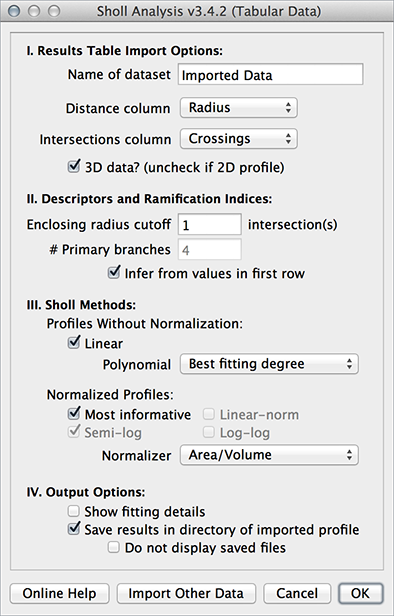 Sholl Analysis v3.4.2 (Tabular Data)
I. Results Table Import Options:
Name of dataset Imported Data
Distance column Radius
Intersections column Crossings
3D data? (uncheck if 2D profile)
II. Descriptors and Ramification Indices:
Enclosing radius cutoff 1 intersection(s)
# Primary branches 4
Infer from values in first row
III. Sholl Methods:
Profiles Without Normalization:
Linear
Polynomial Best fitting degree
Normalized Profiles:
Most informative Linear-norm
Semi-log Log-log
Normalizer Area/Volume
IV. Output Options:
Show fitting details
Save results in directory of imported profile
Do not display saved files
Online Help Import Other Data Cancel OK